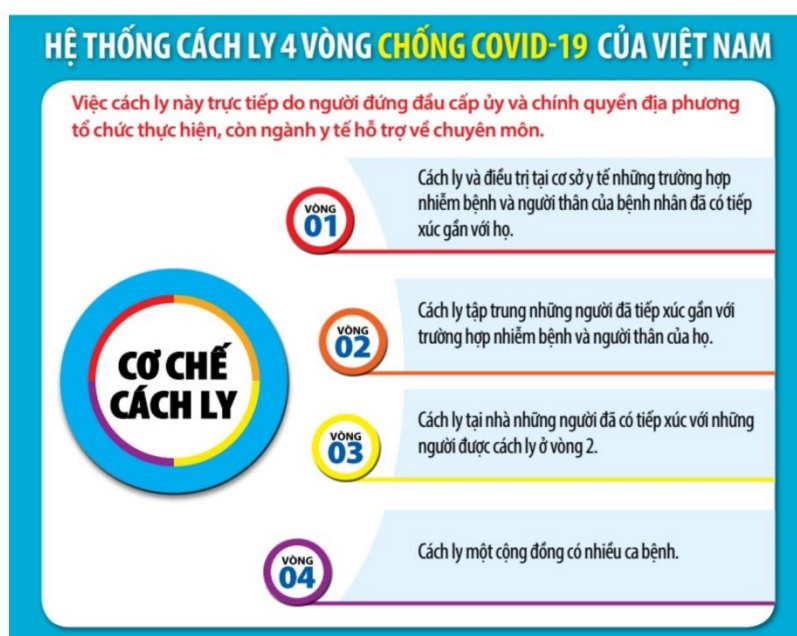 HỆ THỐNG CÁCH LY 4 VÒNG CHỐNG COVID-19 CỦA VIỆT NAM
Việc cách ly này trực tiếp do người đứng đầu cấp ủy và chính quyền địa phương
tổ chức thực hiện, còn ngành y tế hỗ trợ về chuyên môn.
VÒNG
01
Cách ly và điều trị tại cơ sở y tế những trường hợp
nhiễm bệnh và người thân của bệnh nhân đã có tiếp
xúc gần với họ.
VÒNG
02
Cách ly tập trung những người đã tiếp xúc gần với
trường hợp nhiễm bệnh và người thân của họ.
CƠ CHẾ
CÁCH LY
VÒNG
03
Cách ly tại nhà những người đã có tiếp xúc với những
người được cách ly ở vòng 2.
VÒNG
04
Cách ly một cộng đồng có nhiều ca bệnh.